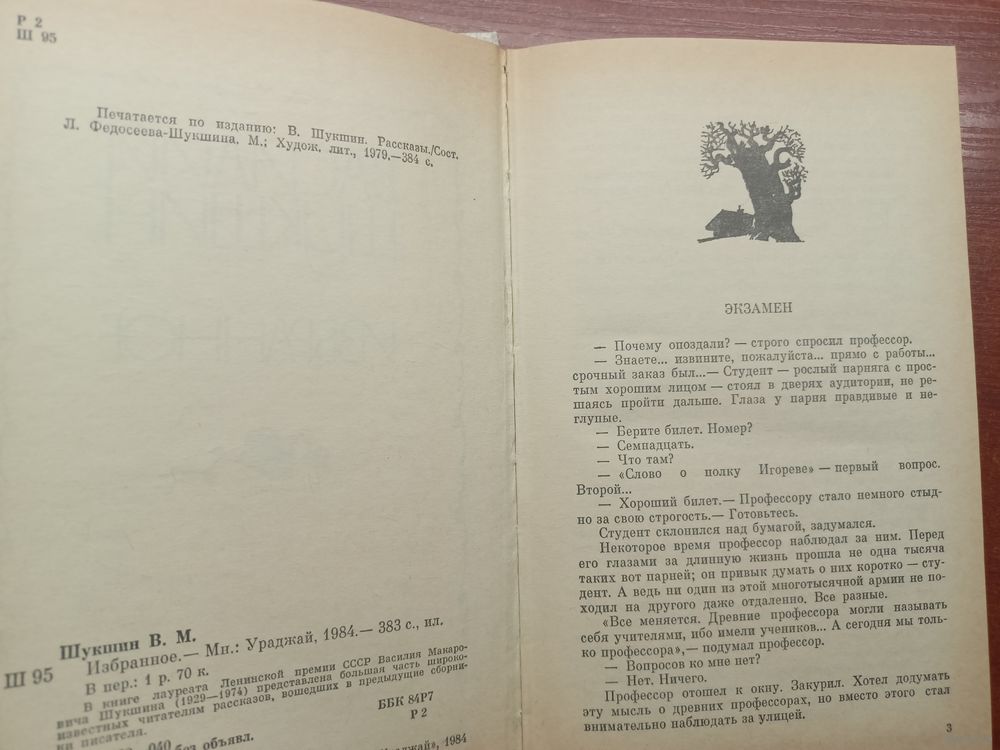 Р 2
Ш 95
Печатается по изданию: В. Шукшин. Рассказы./Сост.
Л. Федосеева-Шукшина. М.; Худож. лит., 1979.—384 с.
Шукшин В. М.
Ш 95
Избранное.— Мн.: Ураджай, 1984.— 383 с., ил.
В пер.: 1 р. 70 к.
В книге лауреата Ленинской премии СССР Василия Макаро-
вича Шукшина (1929—1974) представлена большая часть широко-
известных читателям рассказов, вошедших в предыдущие сборни-
ки писателя.
ББК 84Р7
Р 2
040
без объявл.
1984
ЭКЗАМЕН
— Почему опоздали? — строго спросил профессор.
— Знаете... извините, пожалуйста... прямо с работы...
срочный заказ был...— Студент — рослый парняга с прос-
тым хорошим лицом — стоял в дверях аудитории, не ре-
шаясь пройти дальше. Глаза у парня правдивые и не-
глупые.
— Берите билет. Номер?
— Семнадцать.
— Что там?
— «Слово о полку Игореве» — первый вопрос.
Второй...
— Хороший билет.— Профессору стало немного стыд-
но за свою строгость.— Готовьтесь.
Студент склонился над бумагой, задумался.
Некоторое время профессор наблюдал за ним. Перед
его глазами за длинную жизнь прошла не одна тысяча
таких вот парней; он привык думать о них коротко — сту-
дент. А ведь ни один из этой многотысячной армии не по-
ходил на другого даже отдаленно. Все разные.
«Все меняется. Древние профессора могли называть
себя учителями, ибо имели учеников... А сегодня мы толь-
ко профессора»,— подумал профессор.
— Вопросов ко мне нет?
— Нет. Ничего.
Профессор отошел к окну. Закурил. Хотел додумать
эту мысль о древних профессорах, но вместо этого стал
внимательно наблюдать за улицей.
3